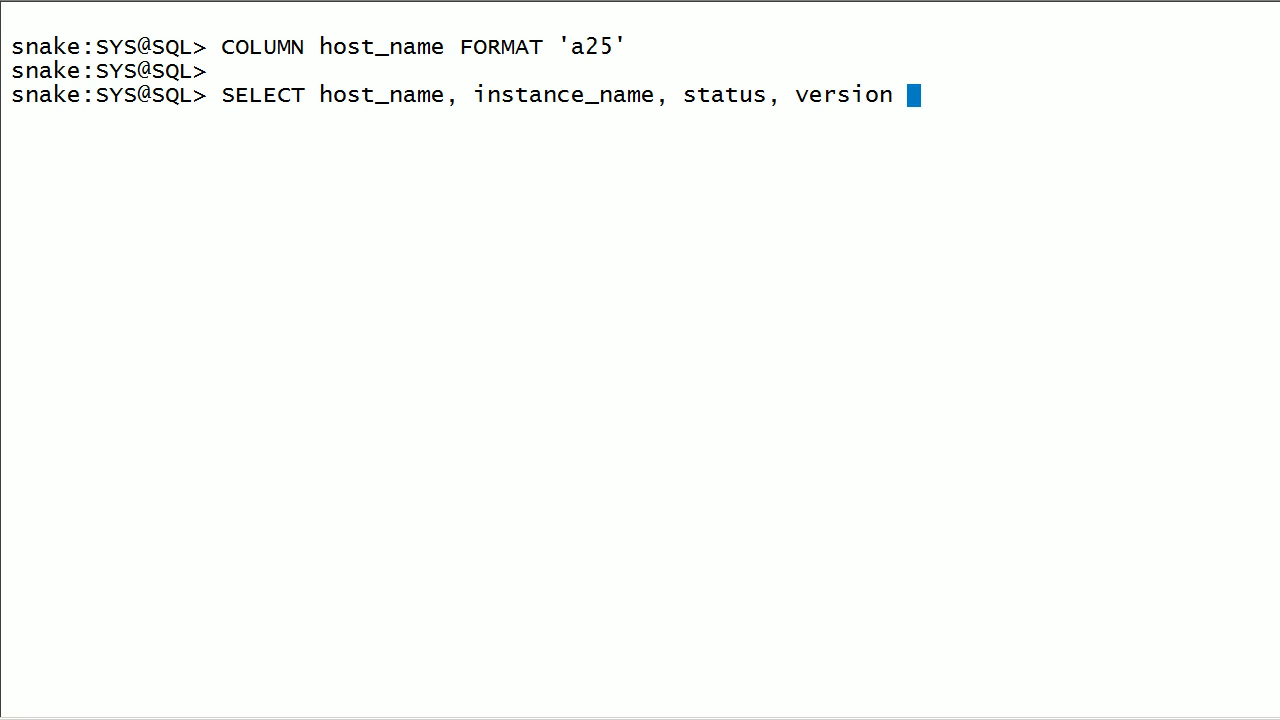 snake:SYS@SQL> COLUMN host_name FORMAT 'a25'
snake:SYS@SQL>
snake:SYS@SQL> SELECT host_name, instance_name, status, version